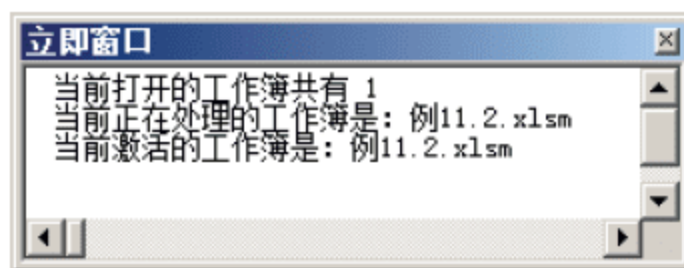 立即窗口
当前打开的工作簿共有 1
当前正在处理的工作簿是: 例11.2.xlsm
当前激活的工作簿是: 例11.2.xlsm